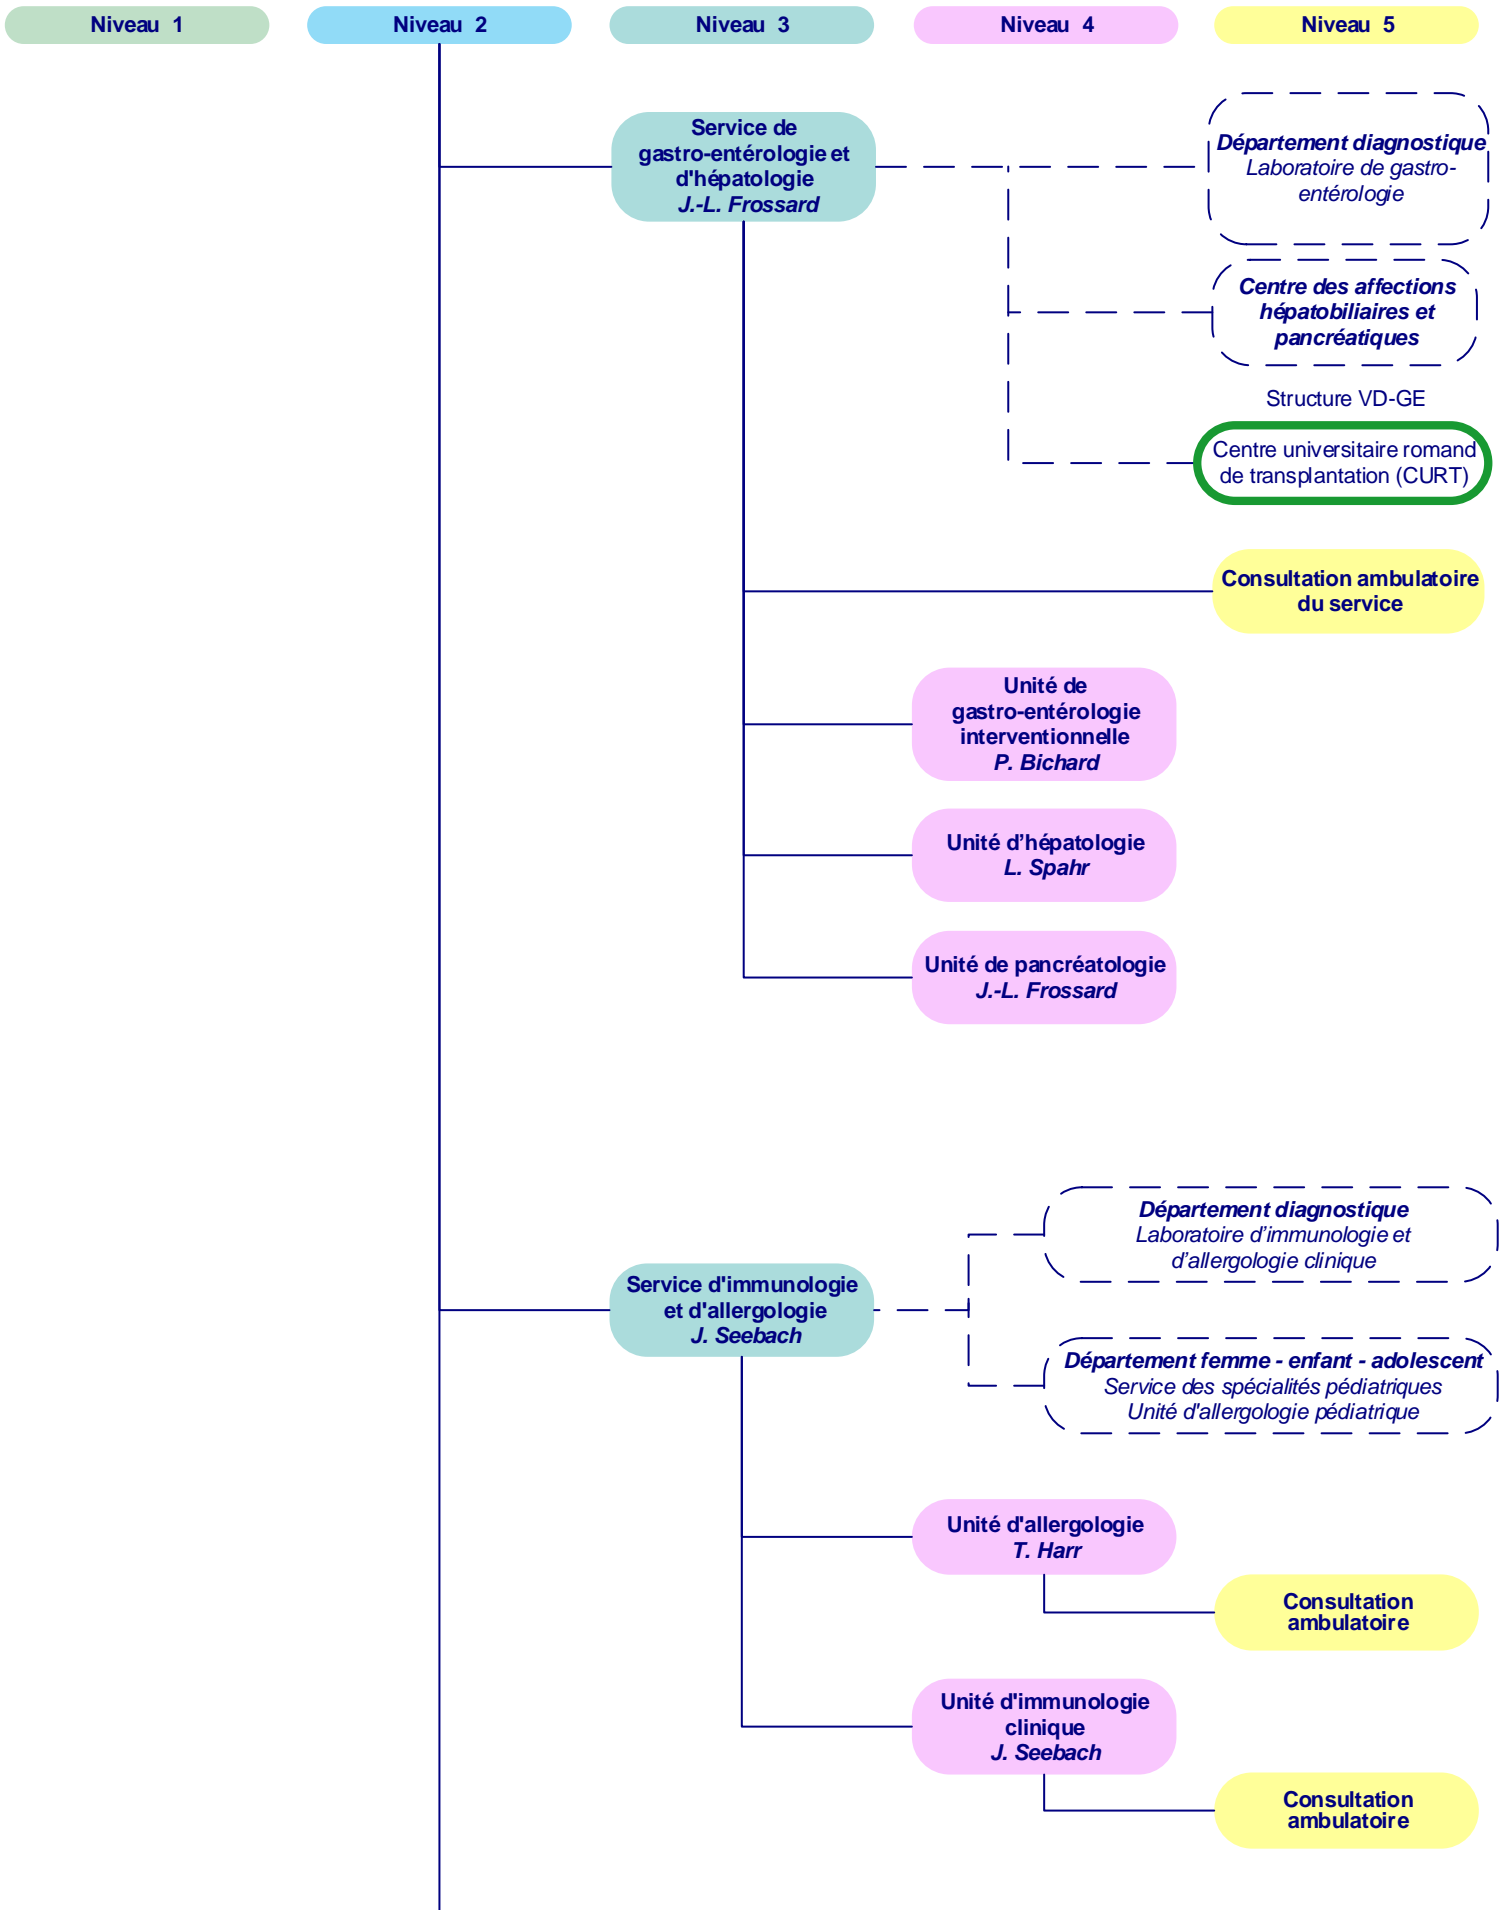 Niveau 1
Niveau 2
Niveau 3
Niveau 4
Niveau 5
Service de
gastro-entérologie et
d'hépatologie
J.-L. Frossard
Département diagnostique
Laboratoire de gastro-
entérologie
Centre des affections
hépatobiliaires et
pancréatiques
Structure VD-GE
Centre universitaire romand
de transplantation (CURT)
Consultation ambulatoire
du service
Unité de
gastro-entérologie
interventionnelle
P. Bichard
Unité d’hépatologie
L. Spahr
Unité de pancréatologie
J.-L. Frossard
Service d'immunologie
et d'allergologie
J. Seebach
Département diagnostique
Laboratoire d’immunologie et
d’allergologie clinique
Département femme - enfant - adolescent
Service des spécialités pédiatriques
Unité d'allergologie pédiatrique
Unité d'allergologie
T. Harr
Consultation
ambulatoire
Unité d'immunologie
clinique
J. Seebach
Consultation
ambulatoire